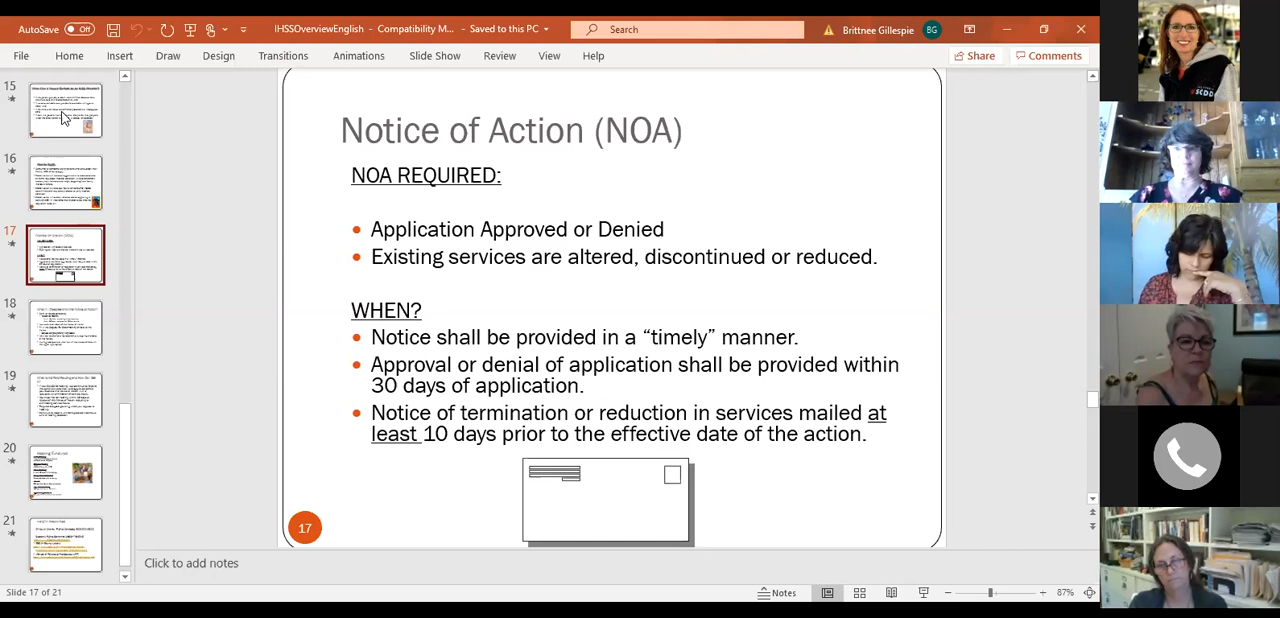 AutoSave Off IHSSOverviewEnglish - Compatibility M... - Saved to this PC Search Brittnee Gillespie BG
File Home Insert Draw Design Transitions Animations Slide Show Review View Help Share Comments
15
16
17
18
19
20
21
Notice of Action (NOA)
NOA REQUIRED:
• Application Approved or Denied
• Existing services are altered, discontinued or reduced.
WHEN?
• Notice shall be provided in a “timely” manner.
• Approval or denial of application shall be provided within
30 days of application.
• Notice of termination or reduction in services mailed at
least 10 days prior to the effective date of the action.
17
Click to add notes
Slide 17 of 21 Notes 87%
SCDD